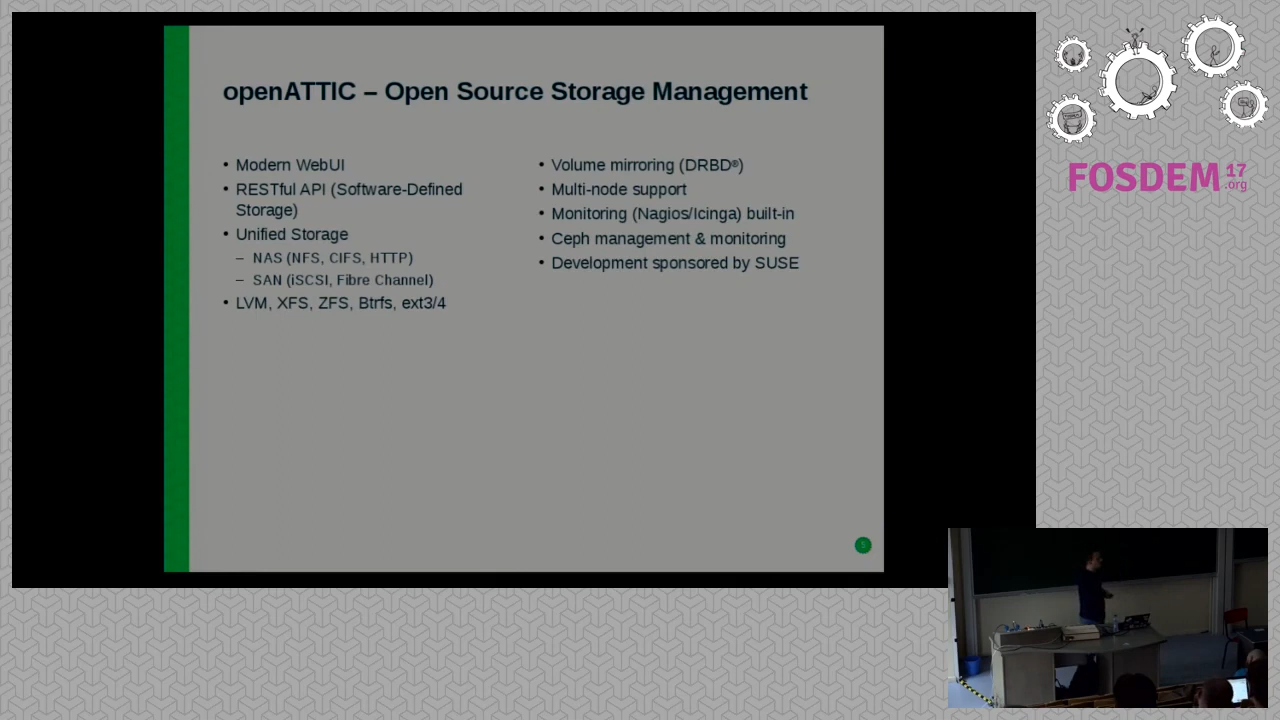 openATTIC – Open Source Storage Management
• Modern WebUI
• RESTful API (Software-Defined
Storage)
• Unified Storage
– NAS (NFS, CIFS, HTTP)
– SAN (iSCSI, Fibre Channel)
• LVM, XFS, ZFS, Btrfs, ext3/4
• Volume mirroring (DRBD®)
• Multi-node support
• Monitoring (Nagios/Icinga) built-in
• Ceph management & monitoring
• Development sponsored by SUSE
5
FOSDEM 17
.org